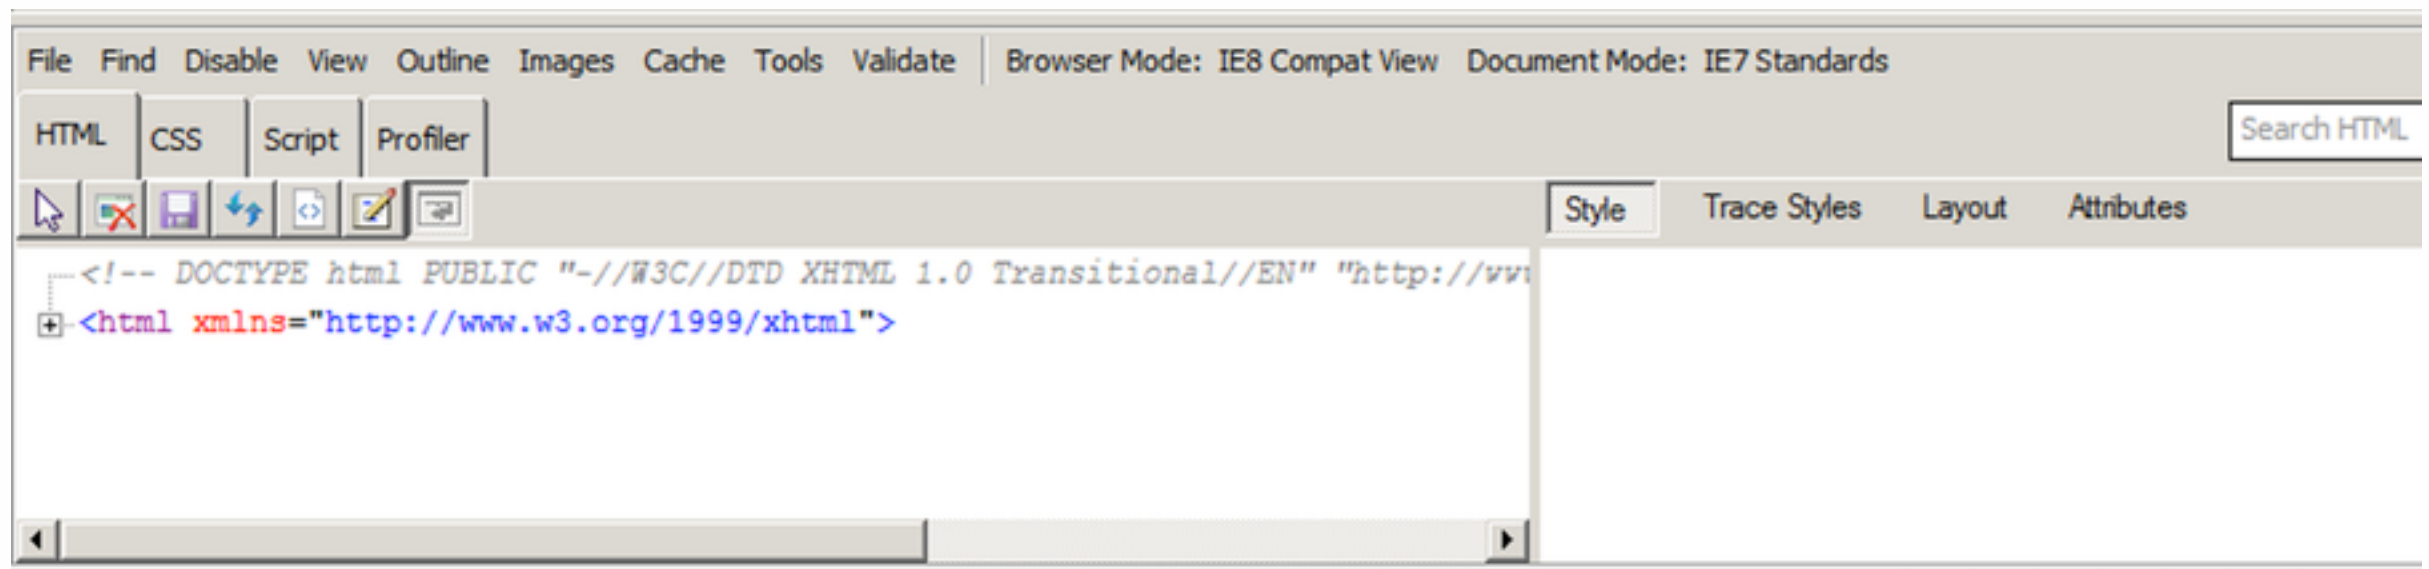 File Find Disable View Outline Images Cache Tools Validate Browser Mode: IE8 Compat View Document Mode: IE7 Standards
HTML CSS Script Profiler Search HTML
Style Trace Styles Layout Attributes
<!-- DOCTYPE html PUBLIC "-//W3C//DTD XHTML 1.0 Transitional//EN" "http://ww
<html xmlns="http://www.w3.org/1999/xhtml">